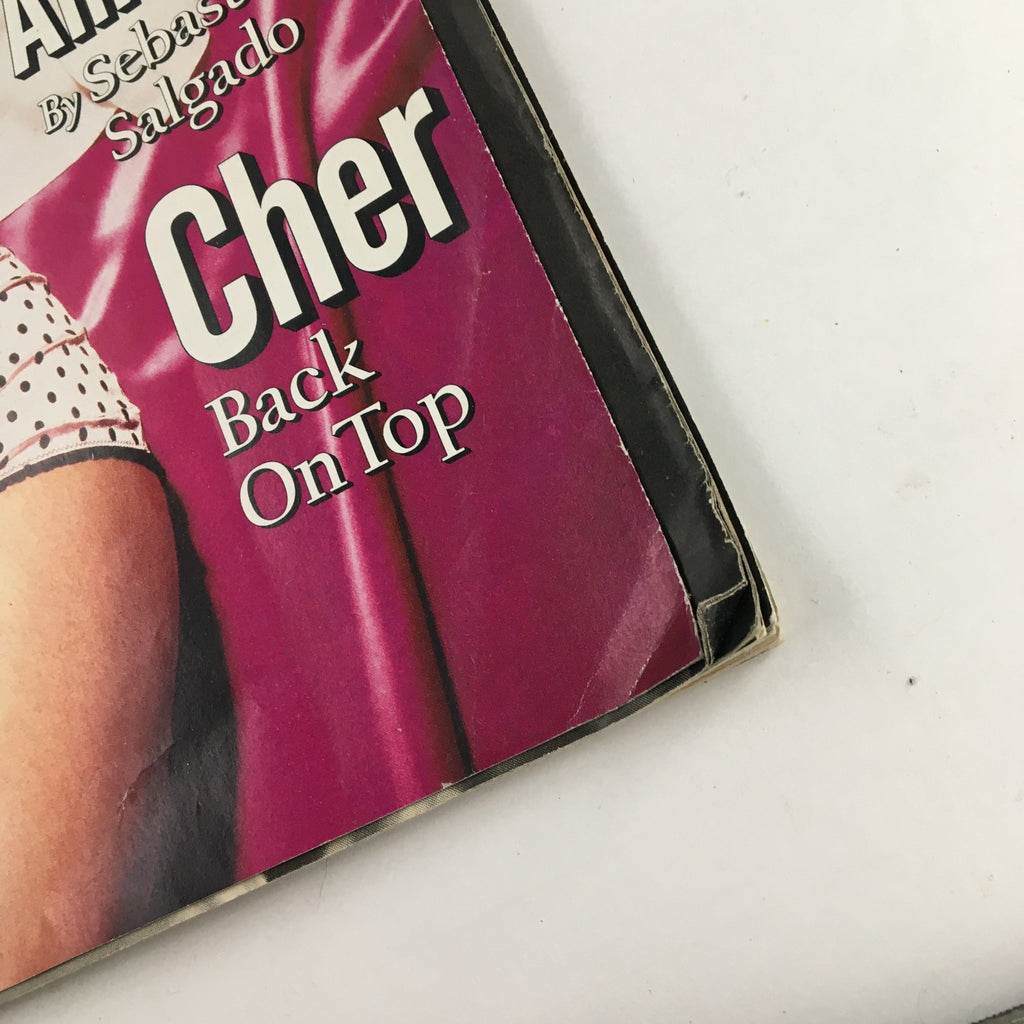 By Sebast
Salgado
Cher
Back
On Top